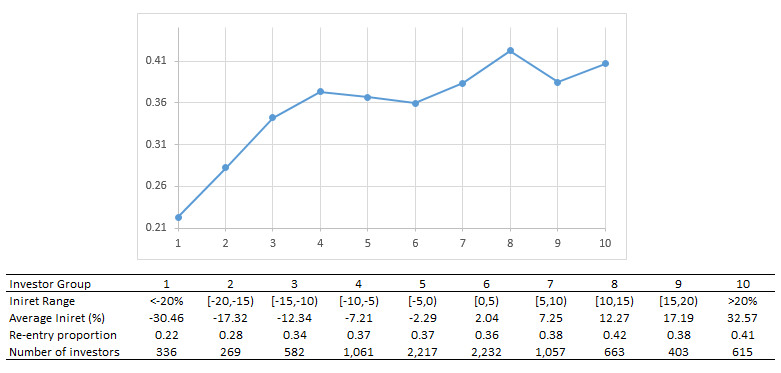 0.41
0.36
0.31
0.26
0.21
1 2 3 4 5 6 7 8 9 10
Investor Group 1 2 3 4 5 6 7 8 9 10
Iniret Range <-20% [-20,-15) [-15,-10) [-10,-5) [-5,0) [0,5) [5,10) [10,15) [15,20) >20%
Average Iniret (%) -30.46 -17.32 -12.34 -7.21 -2.29 2.04 7.25 12.27 17.19 32.57
Re-entry proportion 0.22 0.28 0.34 0.37 0.37 0.36 0.38 0.42 0.38 0.41
Number of investors 336 269 582 1,061 2,217 2,232 1,057 663 403 615